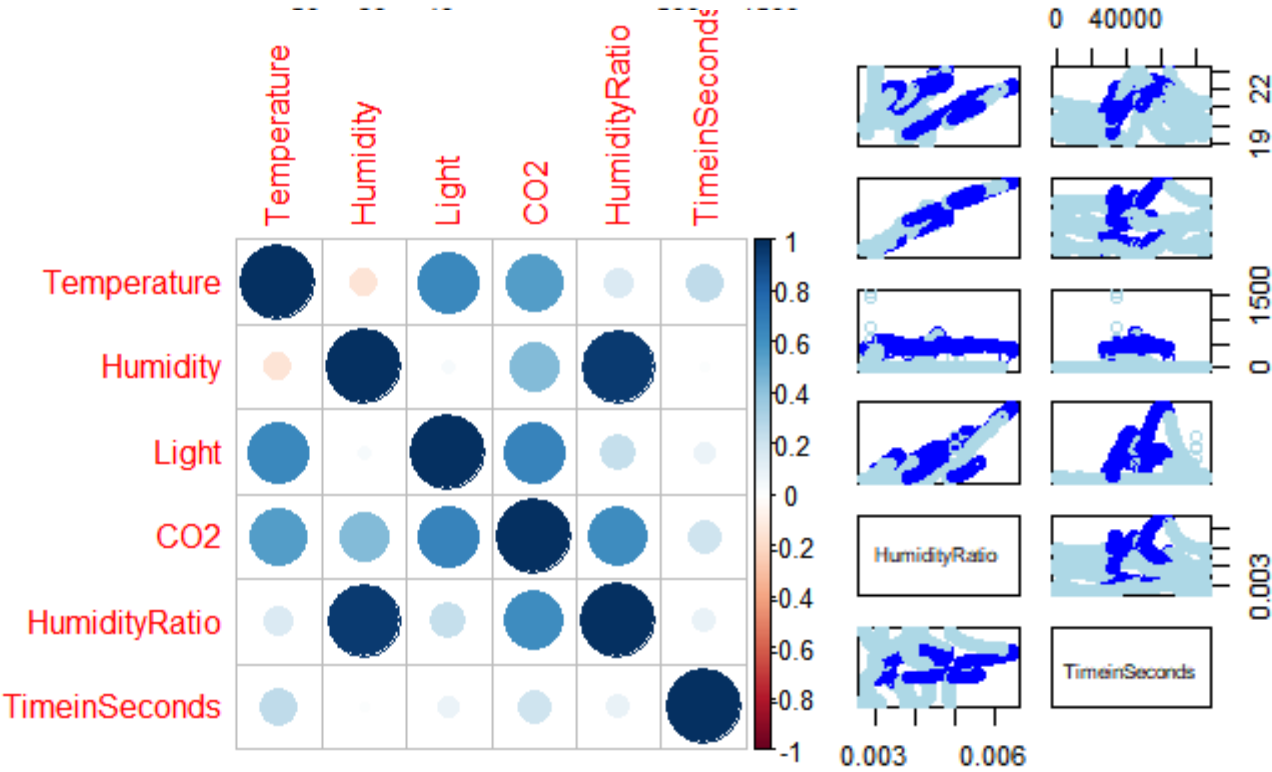 Temperature
Humidity
Light
CO2
HumidityRatio
TimeinSeconds
Temperature
Humidity
Light
CO2
HumidityRatio
TimeinSeconds
1
0.8
0.6
0.4
0.2
0
-0.2
-0.4
-0.6
-0.8
-1
0 40000
22
19
1500
0
HumidityRatio
0.003
TimeinSeconds
0.003 0.006